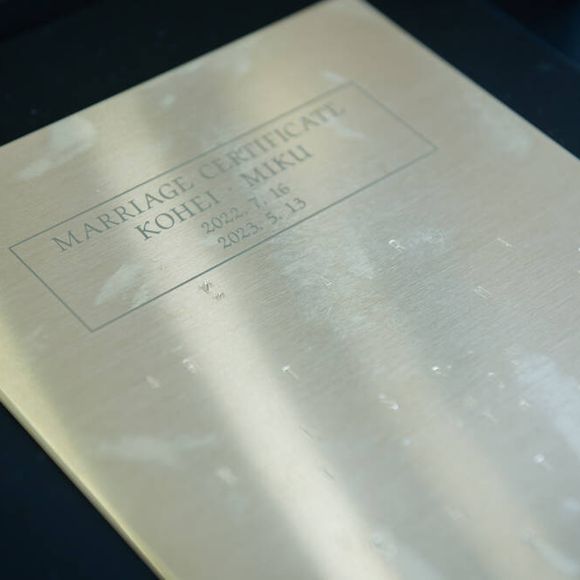 MARRIAGE CERTIFICATE
KOHEI · MIKU
2022. 7. 16
2023. 5. 13